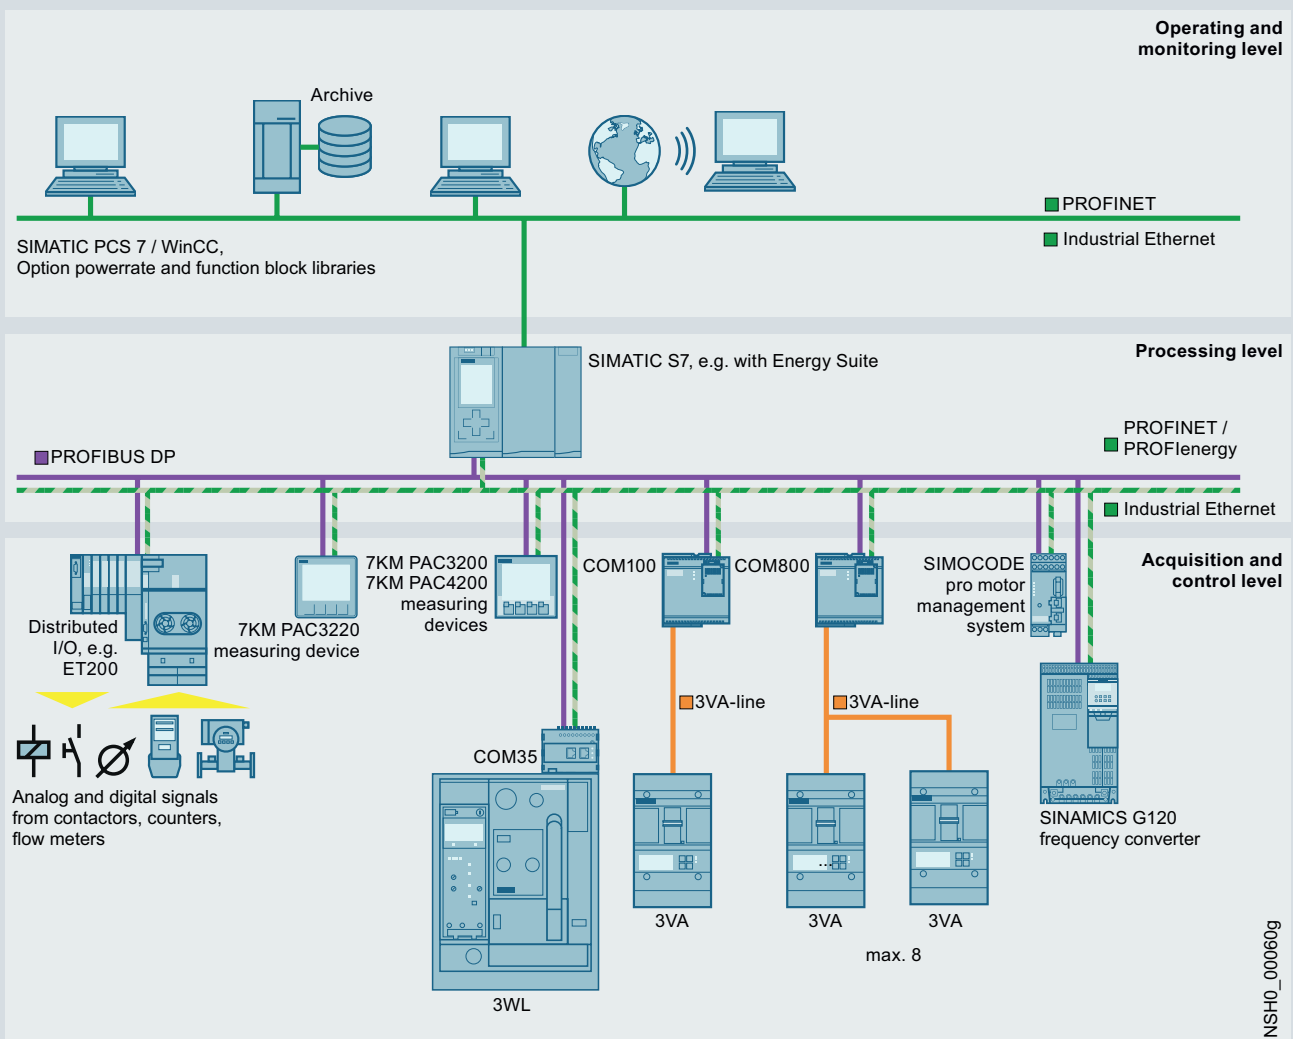 Operating and
monitoring level
Archive
PROFINET
Industrial Ethernet
SIMATIC PCS 7 / WinCC,
Option powerrate and function block libraries
Processing level
SIMATIC S7, e.g. with Energy Suite
PROFIBUS DP
PROFINET /
PROFIenergy
Industrial Ethernet
Acquisition and
control level
Distributed
I/O, e.g.
ET200
7KM PAC3220
measuring device
7KM PAC3200
7KM PAC4200
measuring
devices
COM100
COM800
SIMOCODE
pro motor
management
system
3VA-line
3VA-line
COM35
Analog and digital signals
from contactors, counters,
flow meters
SINAMICS G120
frequency converter
3VA
3VA
3VA
max. 8
3WL
NSH0_00060g